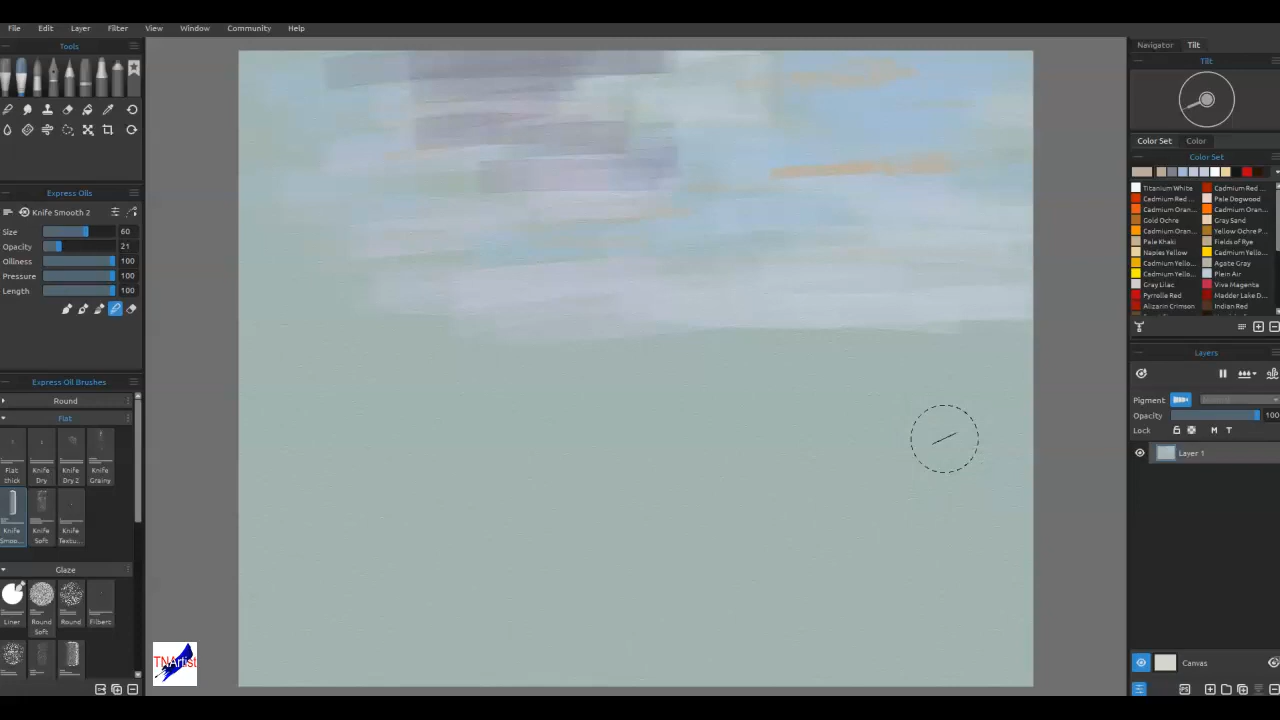 File Edit Layer Filter View Window Community Help
Tools
Express Oils
Knife Smooth 2
Size 60
Opacity 21
Oiliness 100
Pressure 100
Length 100
Express Oil Brushes
Round
Flat
Flat thick Knife Dry Knife Dry 2 Knife Grainy
Knife Smoo... Knife Soft Knife Textu...
Glaze
Liner Round Soft Round Filbert
TNArtist
Navigator Tilt
Tilt
Color Set Color
Color Set
Titanium White Cadmium Red ...
Cadmium Red ... Pale Dogwood
Cadmium Oran... Cadmium Oran...
Gold Ochre Gray Sand
Cadmium Oran... Yellow Ochre P...
Pale Khaki Fields of Rye
Naples Yellow Cadmium Yello...
Cadmium Yello... Agate Gray
Cadmium Yello... Plein Air
Gray Lilac Viva Magenta
Pyrrolle Red Madder Lake D...
Alizarin Crimson Indian Red
Layers
Pigment
Opacity 100
Lock M T
Layer 1
Canvas